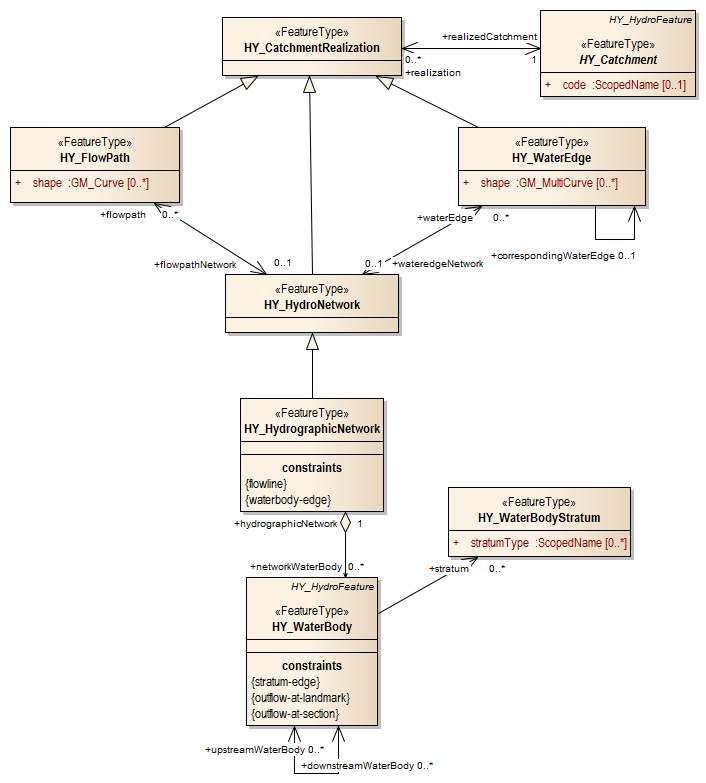 «FeatureType»
HY_CatchmentRealization
+realizedCatchment
0..*
1
+realization
HY_HydroFeature
«FeatureType»
HY_Catchment
+ code :ScopedName [0..1]
«FeatureType»
HY_FlowPath
+ shape :GM_Curve [0..*]
«FeatureType»
HY_WaterEdge
+ shape :GM_MultiCurve [0..*]
+flowpath 0..*
+waterEdge 0..*
+flowpathNetwork 0..1
0..1 +wateredgeNetwork
+correspondingWaterEdge 0..1
«FeatureType»
HY_HydroNetwork
«FeatureType»
HY_HydrographicNetwork
constraints
{flowline}
{waterbody-edge}
+hydrographicNetwork 1
«FeatureType»
HY_WaterBodyStratum
+ stratumType :ScopedName [0..*]
+networkWaterBody 0..*
+stratum 0..*
HY_HydroFeature
«FeatureType»
HY_WaterBody
constraints
{stratum-edge}
{outflow-at-landmark}
{outflow-at-section}
+upstreamWaterBody 0..*
+downstreamWaterBody 0..*